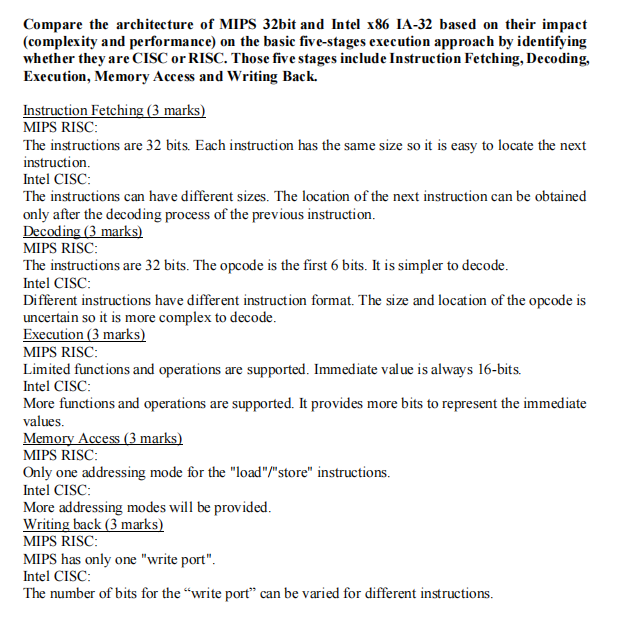 Compare the architecture of MIPS 32bit and Intel x86 IA-32 based on their impact
(complexity and performance) on the basic five-stages execution approach by identifying
whether they are CISC or RISC. Those five stages include Instruction Fetching, Decoding,
Execution, Memory Access and Writing Back.
Instruction Fetching (3 marks)
MIPS RISC:
The instructions are 32 bits. Each instruction has the same size so it is easy to locate the next
instruction.
Intel CISC:
The instructions can have different sizes. The location of the next instruction can be obtained
only after the decoding process of the previous instruction.
Decoding (3 marks)
MIPS RISC:
The instructions are 32 bits. The opcode is the first 6 bits. It is simpler to decode.
Intel CISC:
Different instructions have different instruction format. The size and location of the opcode is
uncertain so it is more complex to decode.
Execution (3 marks)
MIPS RISC:
Limited functions and operations are supported. Immediate value is always 16-bits.
Intel CISC:
More functions and operations are supported. It provides more bits to represent the immediate
values.
Memory Access (3 marks)
MIPS RISC:
Only one addressing mode for the "load"/"store" instructions.
Intel CISC:
More addressing modes will be provided.
Writing back (3 marks)
MIPS RISC:
MIPS has only one "write port".
Intel CISC:
The number of bits for the “write port” can be varied for different instructions.